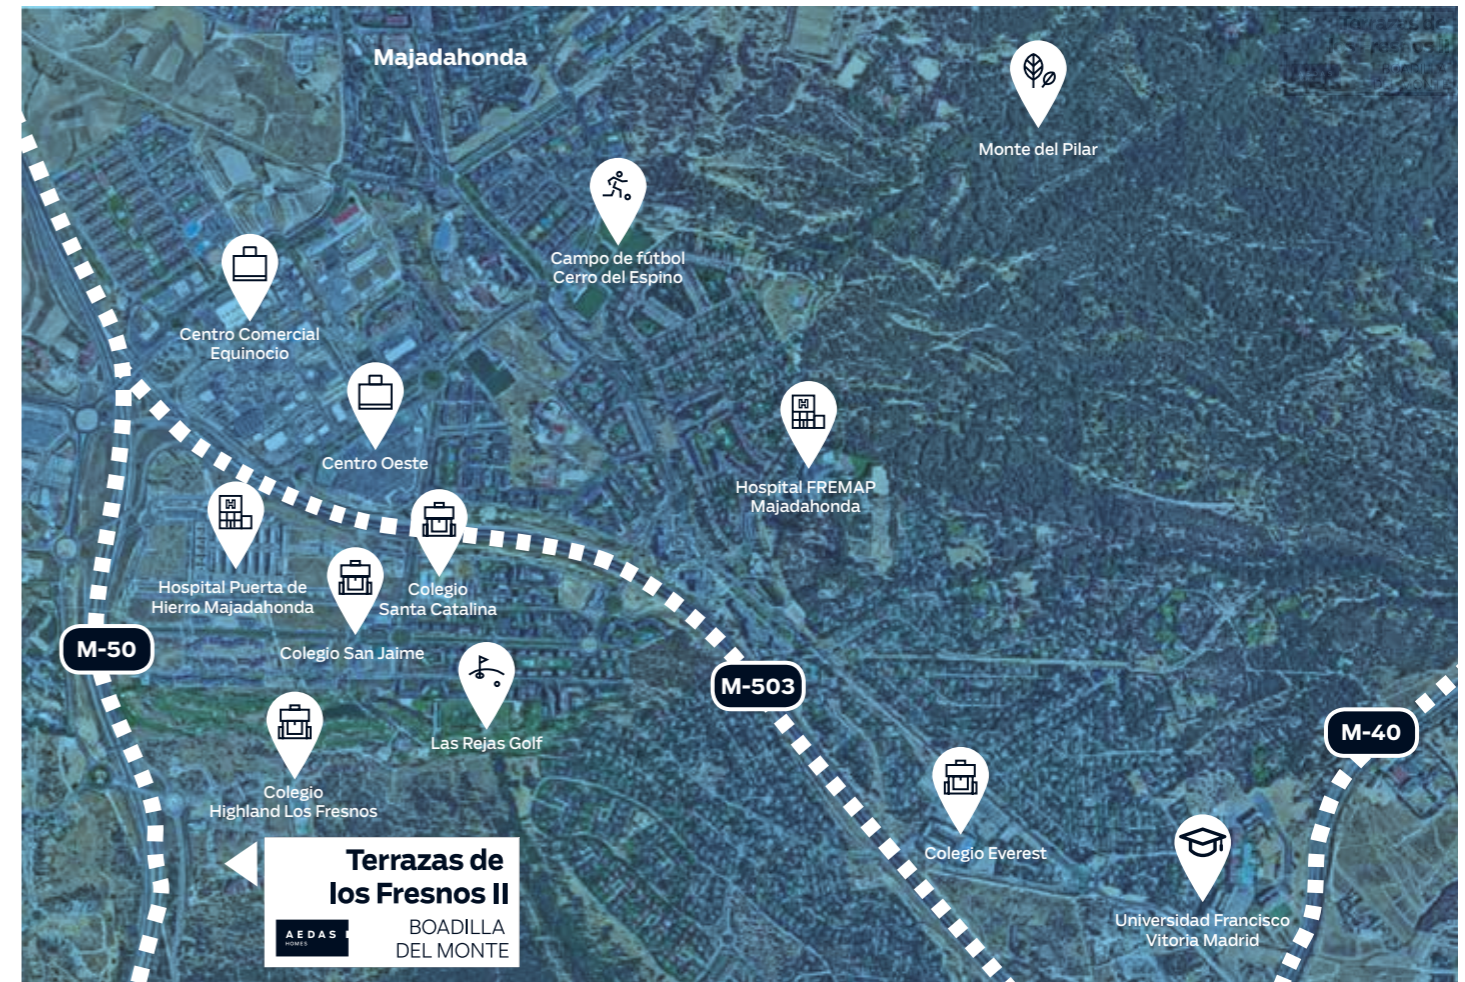 Majadahonda
Monte del Pilar
Campo de fútbol
Cerro del Espino
Centro Comercial
Equinocio
Centro Oeste
H
Hospital FREMAP
Majadahonda
H
Hospital Puerta de
Hierro Majadahonda
Colegio
Santa Catalina
Colegio San Jaime
M-50
M-503
M-40
Las Rejas Golf
Colegio
Highland Los Fresnos
Colegio Everest
Universidad Francisco
Vitoria Madrid
Terrazas de
los Fresnos II
BOADILLA
DEL MONTE
AEDAS
HOMES